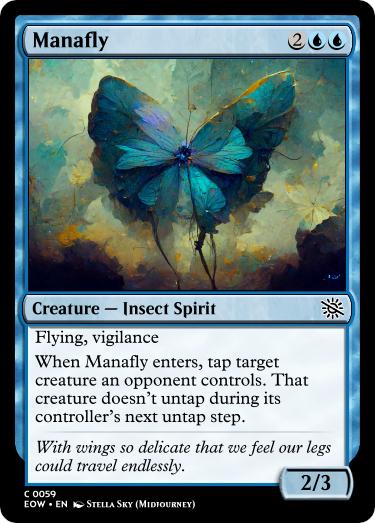 Manafly 2
Creature — Insect Spirit
Flying, vigilance
When Manafly enters, tap target
creature an opponent controls. That
creature doesn't untap during its
controller's next untap step.
With wings so delicate that we feel our legs
could travel endlessly.
2/3
C 0059
EOW • EN Stella Sky (Midjourney)